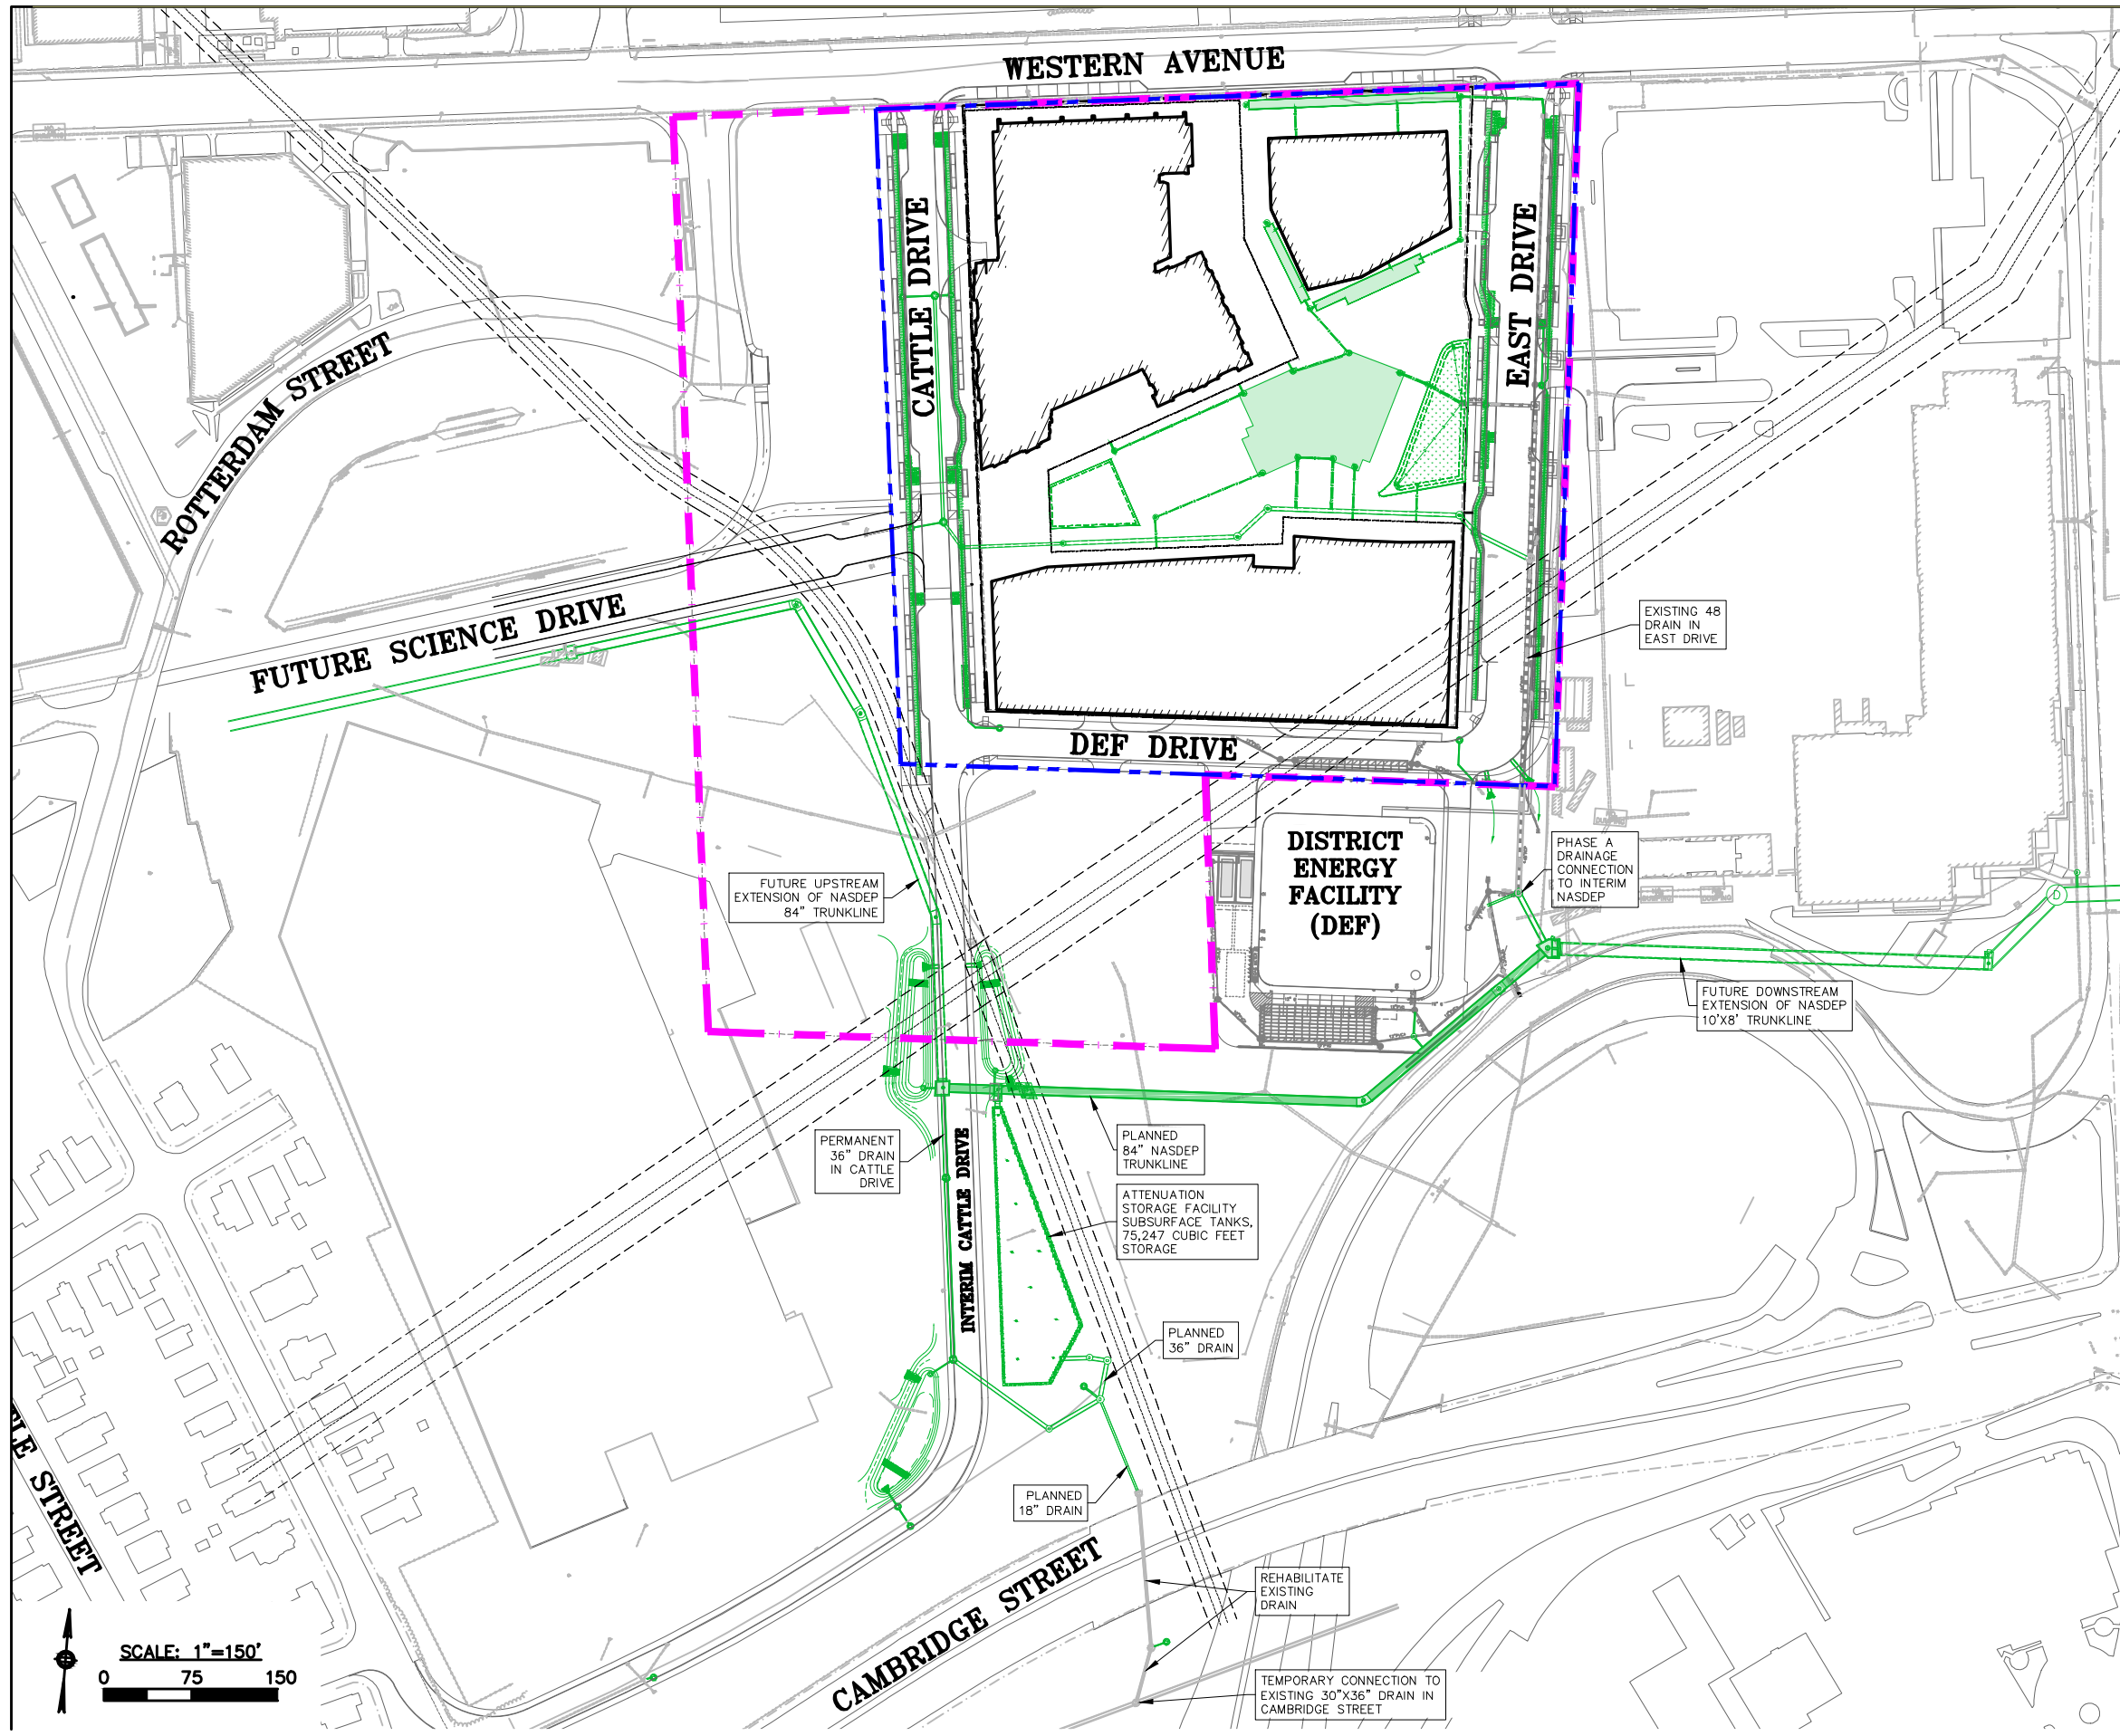 WESTERN AVENUE
CATTLE DRIVE
EAST DRIVE
ROTTERDAM STREET
FUTURE SCIENCE DRIVE
EXISTING 48
DRAIN IN
EAST DRIVE
DEF DRIVE
DISTRICT
ENERGY
FACILITY
(DEF)
PHASE A
DRAINAGE
CONNECTION
TO INTERIM
NASDEP
FUTURE UPSTREAM
EXTENSION OF NASDEP
84" TRUNKLINE
D
FUTURE DOWNSTREAM
EXTENSION OF NASDEP
10'X8' TRUNKLINE
PERMANENT
36" DRAIN
IN CATTLE
DRIVE
INTERIM CATTLE DRIVE
PLANNED
84" NASDEP
TRUNKLINE
ATTENUATION
STORAGE FACILITY
SUBSURFACE TANKS,
75,247 CUBIC FEET
STORAGE
PLANNED
36" DRAIN
PLANNED
18" DRAIN
STREET
CAMBRIDGE STREET
REHABILITATE
EXISTING
DRAIN
TEMPORARY CONNECTION TO
EXISTING 30"X36" DRAIN IN
CAMBRIDGE STREET
SCALE: 1"=150'
0 75 150